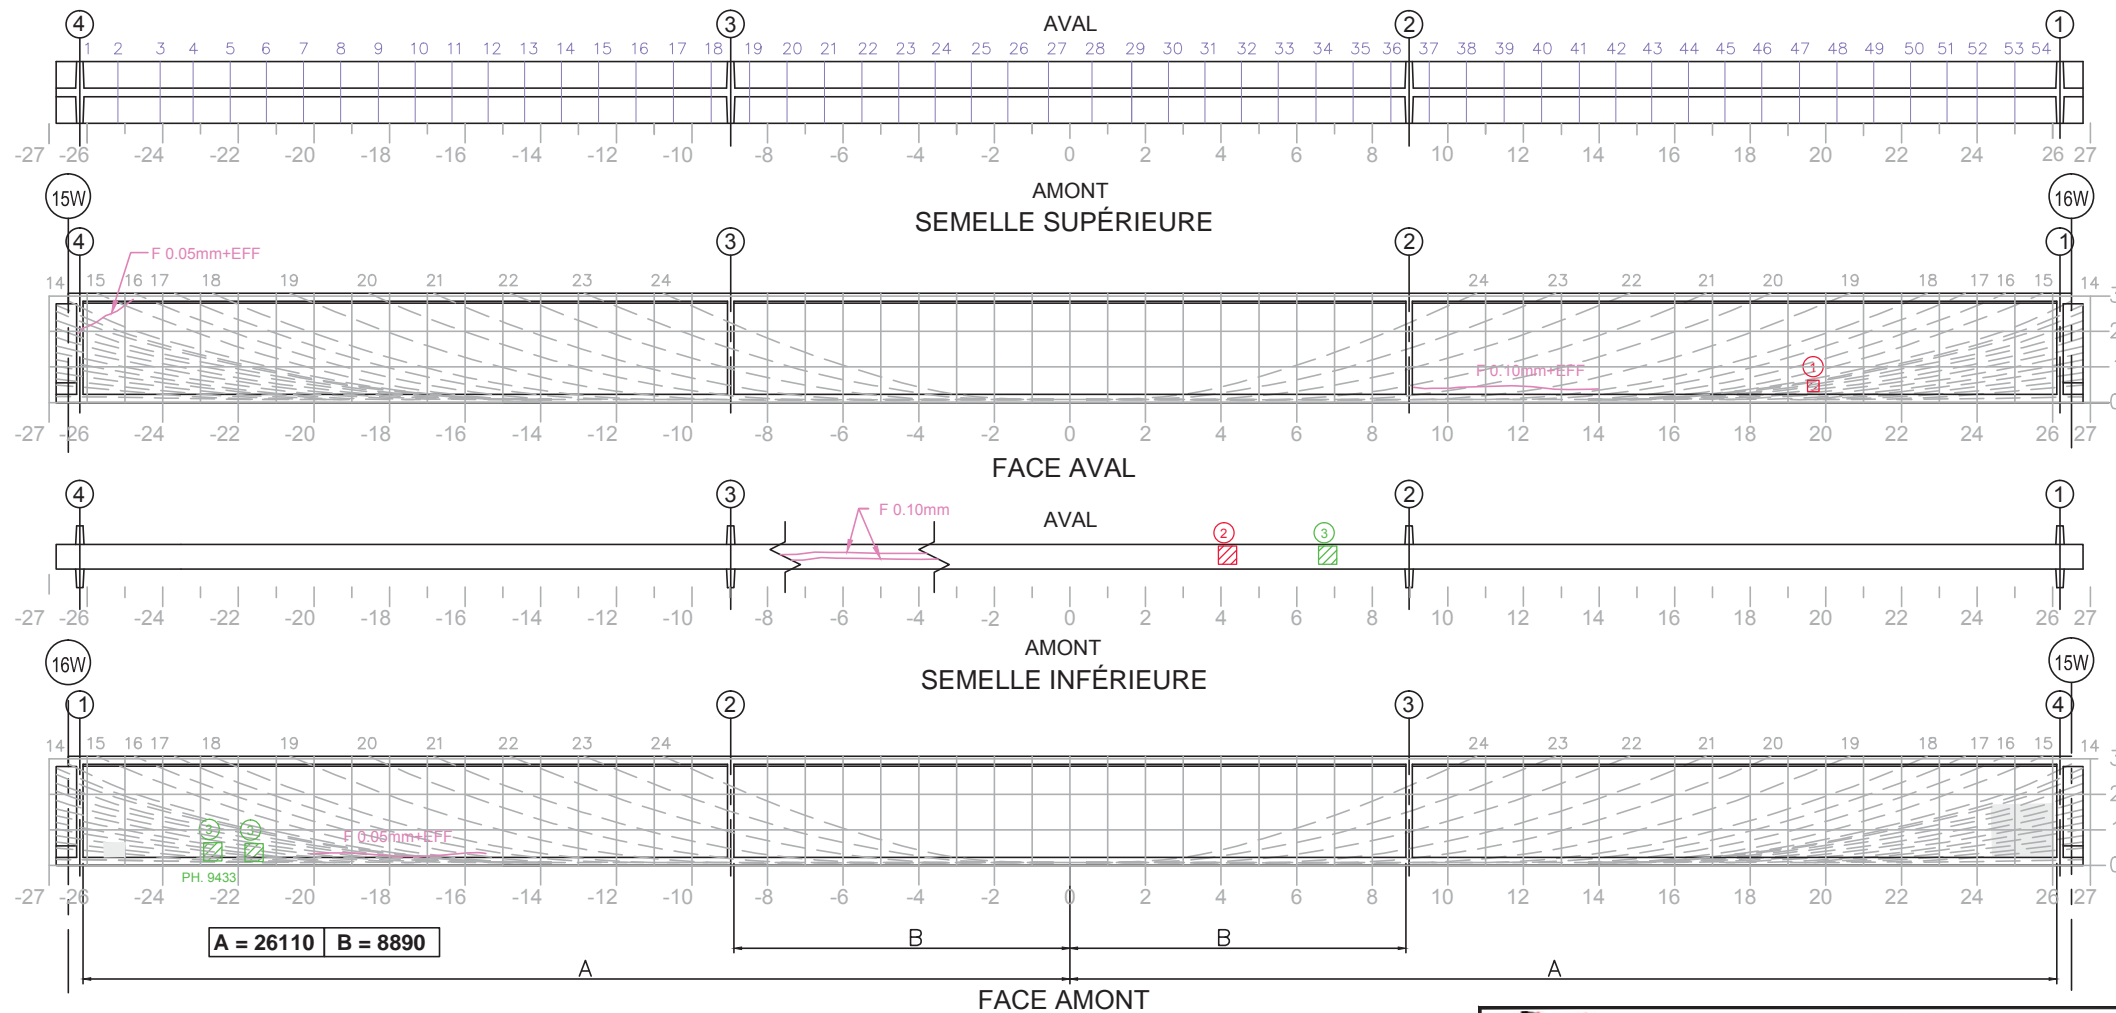 4 3 AVAL 2 1
1 2 3 4 5 6 7 8 9 10 11 12 13 14 15 16 17 18 19 20 21 22 23 24 25 26 27 28 29 30 31 32 33 34 35 36 37 38 39 40 41 42 43 44 45 46 47 48 49 50 51 52 53 54
-27 -26 -24 -22 -20 -18 -16 -14 -12 -10 -8 -6 -4 -2 0 2 4 6 8 10 12 14 16 18 20 22 24 26 27
15W AMONT 16W
SEMELLE SUPÉRIEURE
4 3 2 1
F 0.05mm+EFF
14 15 16 17 18 19 20 21 22 23 24 24 23 22 21 20 19 18 17 16 15 14
3
2
F 0.10mm+EFF 1
0
-27 -26 -24 -22 -20 -18 -16 -14 -12 -10 -8 -6 -4 -2 0 2 4 6 8 10 12 14 16 18 20 22 24 26 27
FACE AVAL
4 3 2 1
F 0.10mm AVAL 2 3
-27 -26 -24 -22 -20 -18 -16 -14 -12 -10 -8 -6 -4 -2 0 2 4 6 8 10 12 14 16 18 20 22 24 26 27
16W AMONT 15W
SEMELLE INFÉRIEURE
1 2 3 4
14 15 16 17 18 19 20 21 22 23 24 24 23 22 21 20 19 18 17 16 15 14
3
2
3 3 F 0.05mm+EFF 1
0
PH. 9433
-27 -26 -24 -22 -20 -18 -16 -14 -12 -10 -8 -6 -4 -2 0 2 4 6 8 10 12 14 16 18 20 22 24 26 27
A = 26110 B = 8890
B B
A A
FACE AMONT